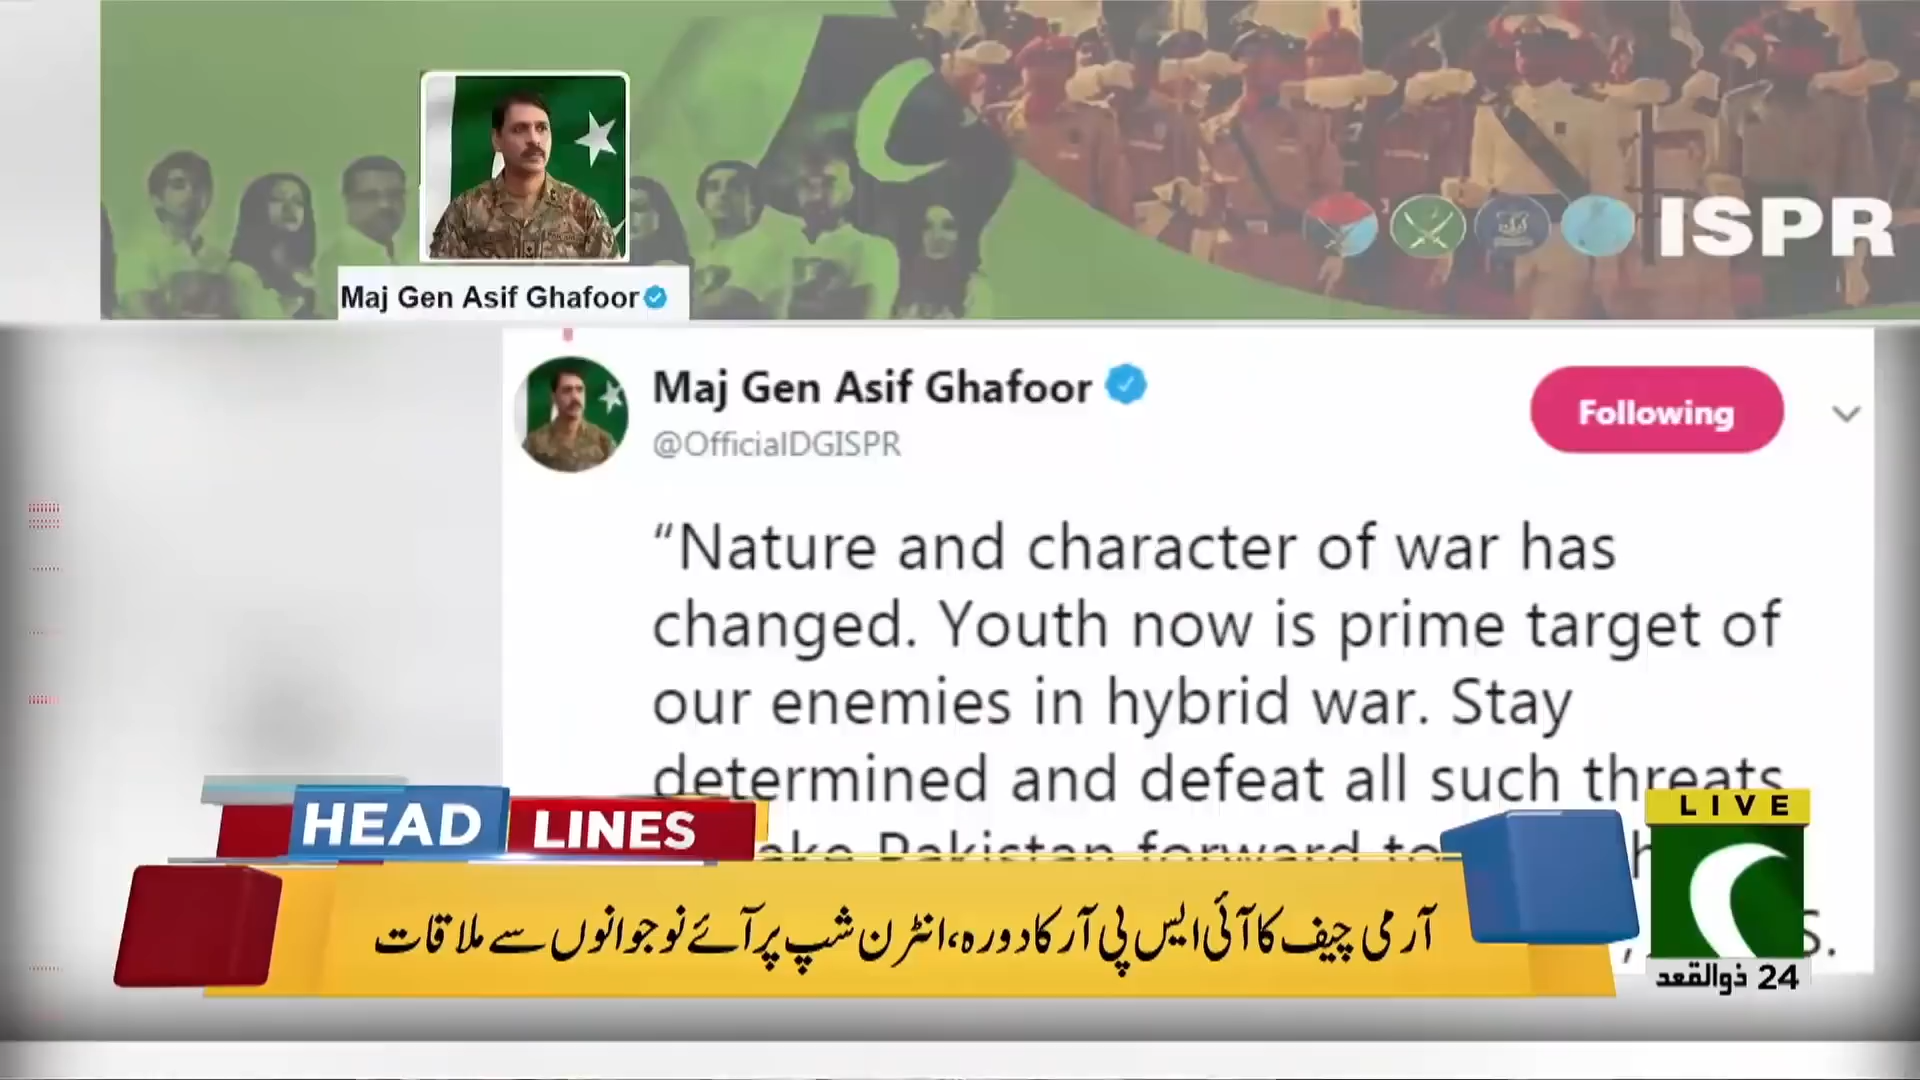 ISPR
Maj Gen Asif Ghafoor
Maj Gen Asif Ghafoor
@OfficialDGISPR
Following
“Nature and character of war has
changed. Youth now is prime target of
our enemies in hybrid war. Stay
determined and defeat all such threats
Pakistan forward to
HEAD LINES
آرمی چیف کا آئی ایس پی آر کا دورہ، انٹرن شپ پر آئے نوجوانوں سے ملاقات
LIVE
24 ذوالقعد